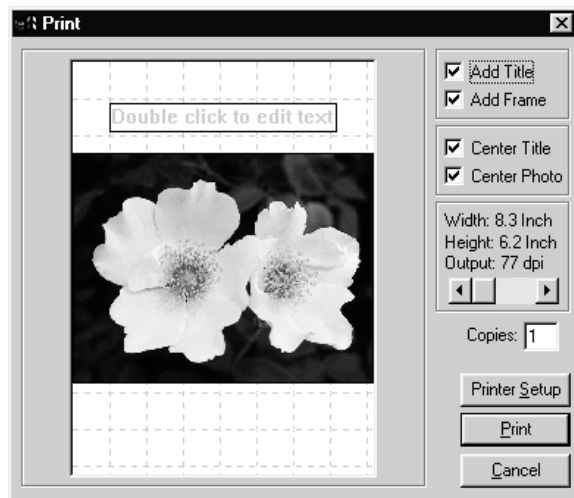 Print
Double click to edit text
Add Title
Add Frame
Center Title
Center Photo
Width: 8.3 Inch
Height: 6.2 Inch
Output: 77 dpi
Copies: 1
Printer Setup
Print
Cancel